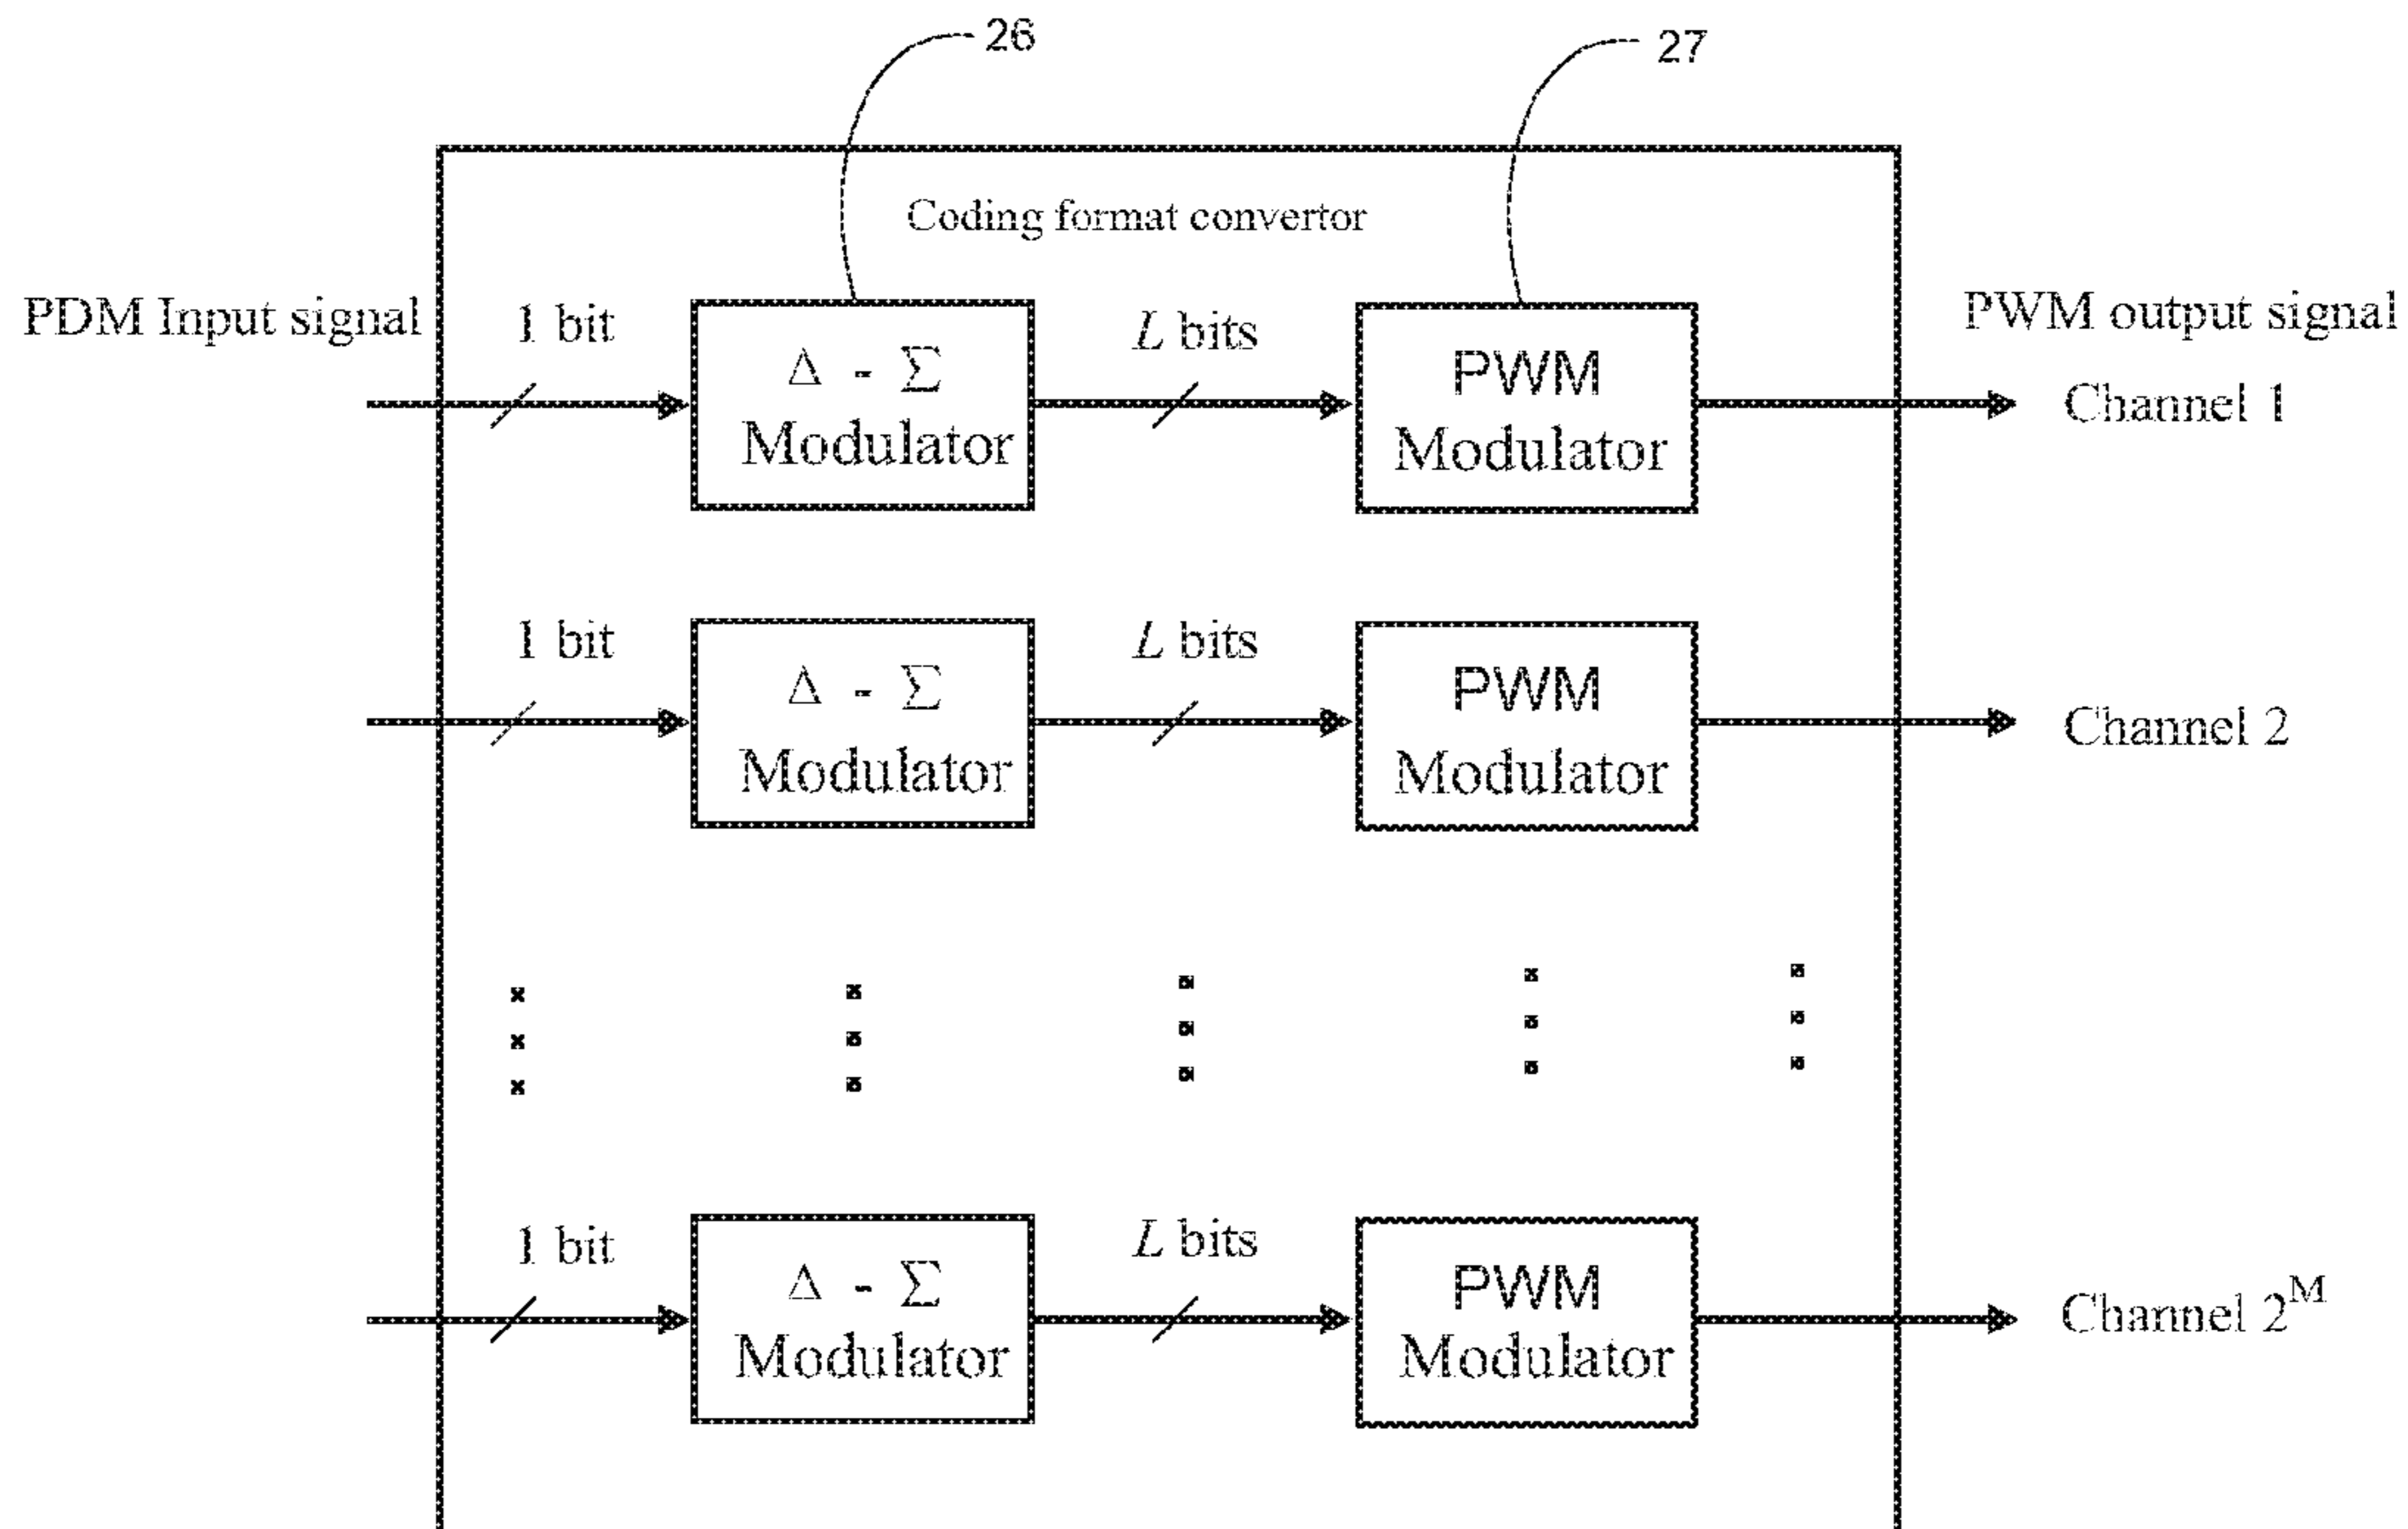 26
27
Coding format convertor
PDM Input signal
1 bit
Δ - Σ
Modulator
L bits
PWM
Modulator
PWM output signal
Channel 1
1 bit
Δ - Σ
Modulator
L bits
PWM
Modulator
Channel 2
1 bit
Δ - Σ
Modulator
L bits
PWM
Modulator
Channel 2^M